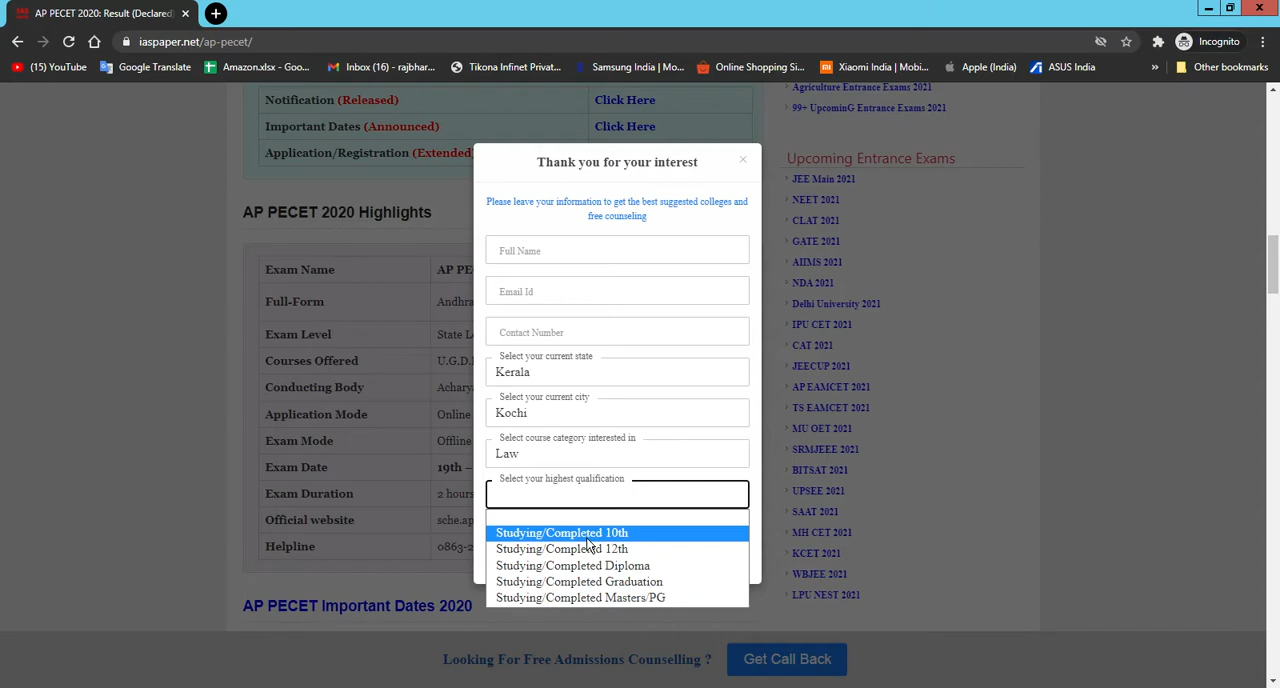 AP PECET 2020: Result (Declared)
iaspaper.net/ap-pecet/
Incognito
(15) YouTube
Google Translate
Amazon.xlsx - Goo...
Inbox (16) - rajbhar...
Tikona Infinet Privat...
Samsung India | Mo...
Online Shopping Si...
Xiaomi India | Mobi...
Apple (India)
ASUS India
»
Other bookmarks
Notification (Released)
Click Here
Important Dates (Announced)
Click Here
Application/Registration (Extended)
AP PECET 2020 Highlights
Exam Name
AP PE
Full-Form
Andhra
Exam Level
State L
Courses Offered
U.G.D.
Conducting Body
Achary
Application Mode
Online
Exam Mode
Offline
Exam Date
19th –
Exam Duration
2 hours
Official website
sche.ap
Helpline
0863-2
AP PECET Important Dates 2020
Thank you for your interest
×
Please leave your information to get the best suggested colleges and
free counseling
Full Name
Email Id
Contact Number
Select your current state
Kerala
Select your current city
Kochi
Select course category interested in
Law
Select your highest qualification
Studying/Completed 10th
Studying/Completed 12th
Studying/Completed Diploma
Studying/Completed Graduation
Studying/Completed Masters/PG
Agriculture Entrance Exams 2021
99+ UpcominG Entrance Exams 2021
Upcoming Entrance Exams
JEE Main 2021
NEET 2021
CLAT 2021
GATE 2021
AIIMS 2021
NDA 2021
Delhi University 2021
IPU CET 2021
CAT 2021
JEECUP 2021
AP EAMCET 2021
TS EAMCET 2021
MU OET 2021
SRMJEEE 2021
BITSAT 2021
UPSEE 2021
SAAT 2021
MH CET 2021
KCET 2021
WBJEE 2021
LPU NEST 2021
Looking For Free Admissions Counselling ?
Get Call Back